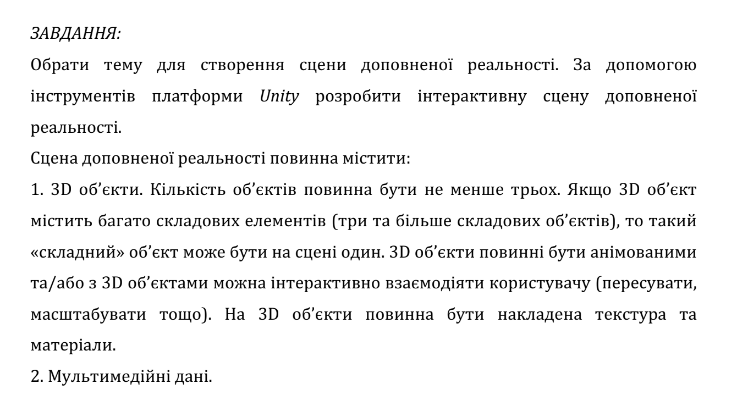 ЗАВДАННЯ:
Обрати тему для створення сцени доповненої реальності. За допомогою
інструментів платформи Unity розробити інтерактивну сцену доповненої
реальності.
Сцена доповненої реальності повинна містити:
1. 3D об’єкти. Кількість об’єктів повинна бути не менше трьох. Якщо 3D об’єкт
містить багато складових елементів (три та більше складових об’єктів), то такий
«складний» об’єкт може бути на сцені один. 3D об’єкти повинні бути анімованими
та/або з 3D об’єктами можна інтерактивно взаємодіяти користувачу (пересувати,
масштабувати тощо). На 3D об’єкти повинна бути накладена текстура та
матеріали.
2. Мультимедійні дані.